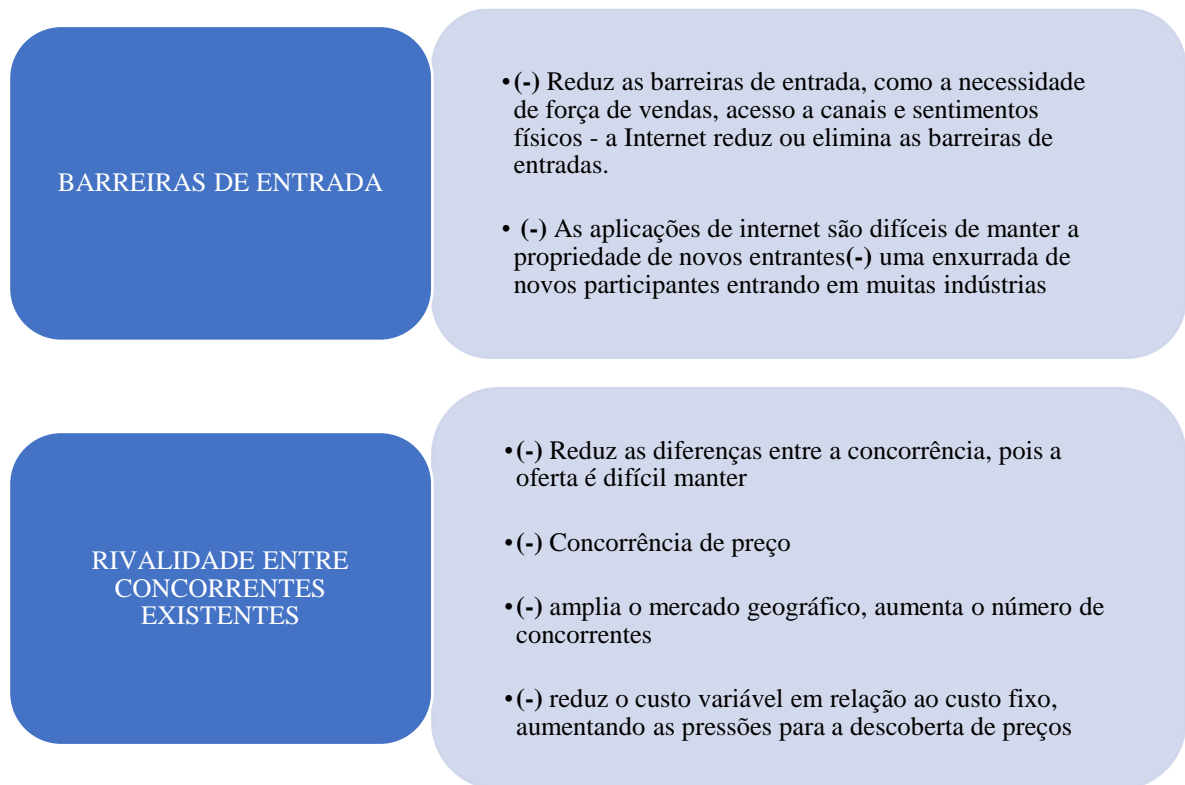 BARREIRAS DE ENTRADA
•(-) Reduz as barreiras de entrada, como a necessidade
de força de vendas, acesso a canais e sentimentos
físicos - a Internet reduz ou elimina as barreiras de
entradas.
• (-) As aplicações de internet são difíceis de manter a
propriedade de novos entrantes(-) uma enxurrada de
novos participantes entrando em muitas indústrias
RIVALIDADE ENTRE
CONCORRENTES
EXISTENTES
•(-) Reduz as diferenças entre a concorrência, pois a
oferta é difícil manter
•(-) Concorrência de preço
•(-) amplia o mercado geográfico, aumenta o número de
concorrentes
•(-) reduz o custo variável em relação ao custo fixo,
aumentando as pressões para a descoberta de preços